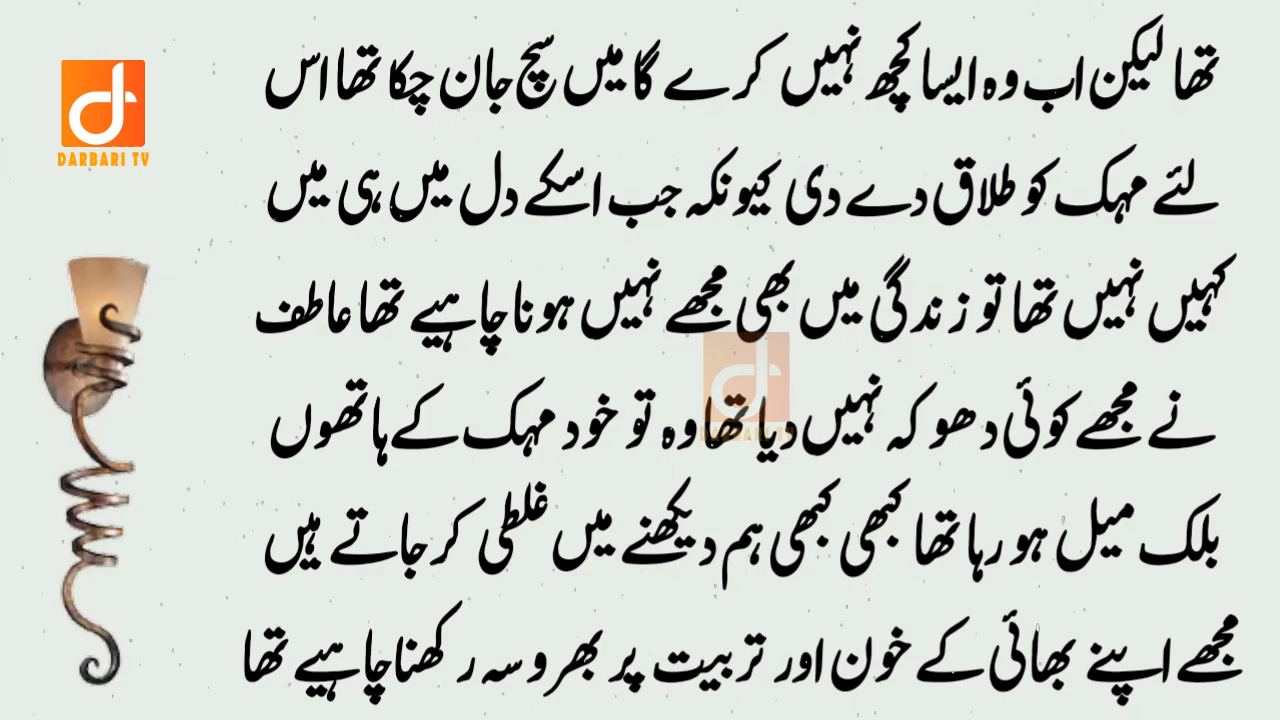 تھا لیکن اب وہ ایسا کچھ نہیں کرے گا میں سچ جان چکا تھا اس
لئے مہک کو طلاق دے دی کیونکہ جب اسکے دل میں ہی میں
کہیں نہیں تھا تو زندگی میں بھی مجھے نہیں ہونا چاہیے تھا عاطف
نے مجھے کوئی دھوکہ نہیں دیا تھا وہ تو خود مہک کے ہاتھوں
بلک میل ہو رہا تھا کبھی کبھی ہم دیکھنے میں غلطی کر جاتے ہیں
مجھے اپنے بھائی کے خون اور تربیت پر بھروسہ رکھنا چاہیے تھا
DARBARI TV
DARBARI TV